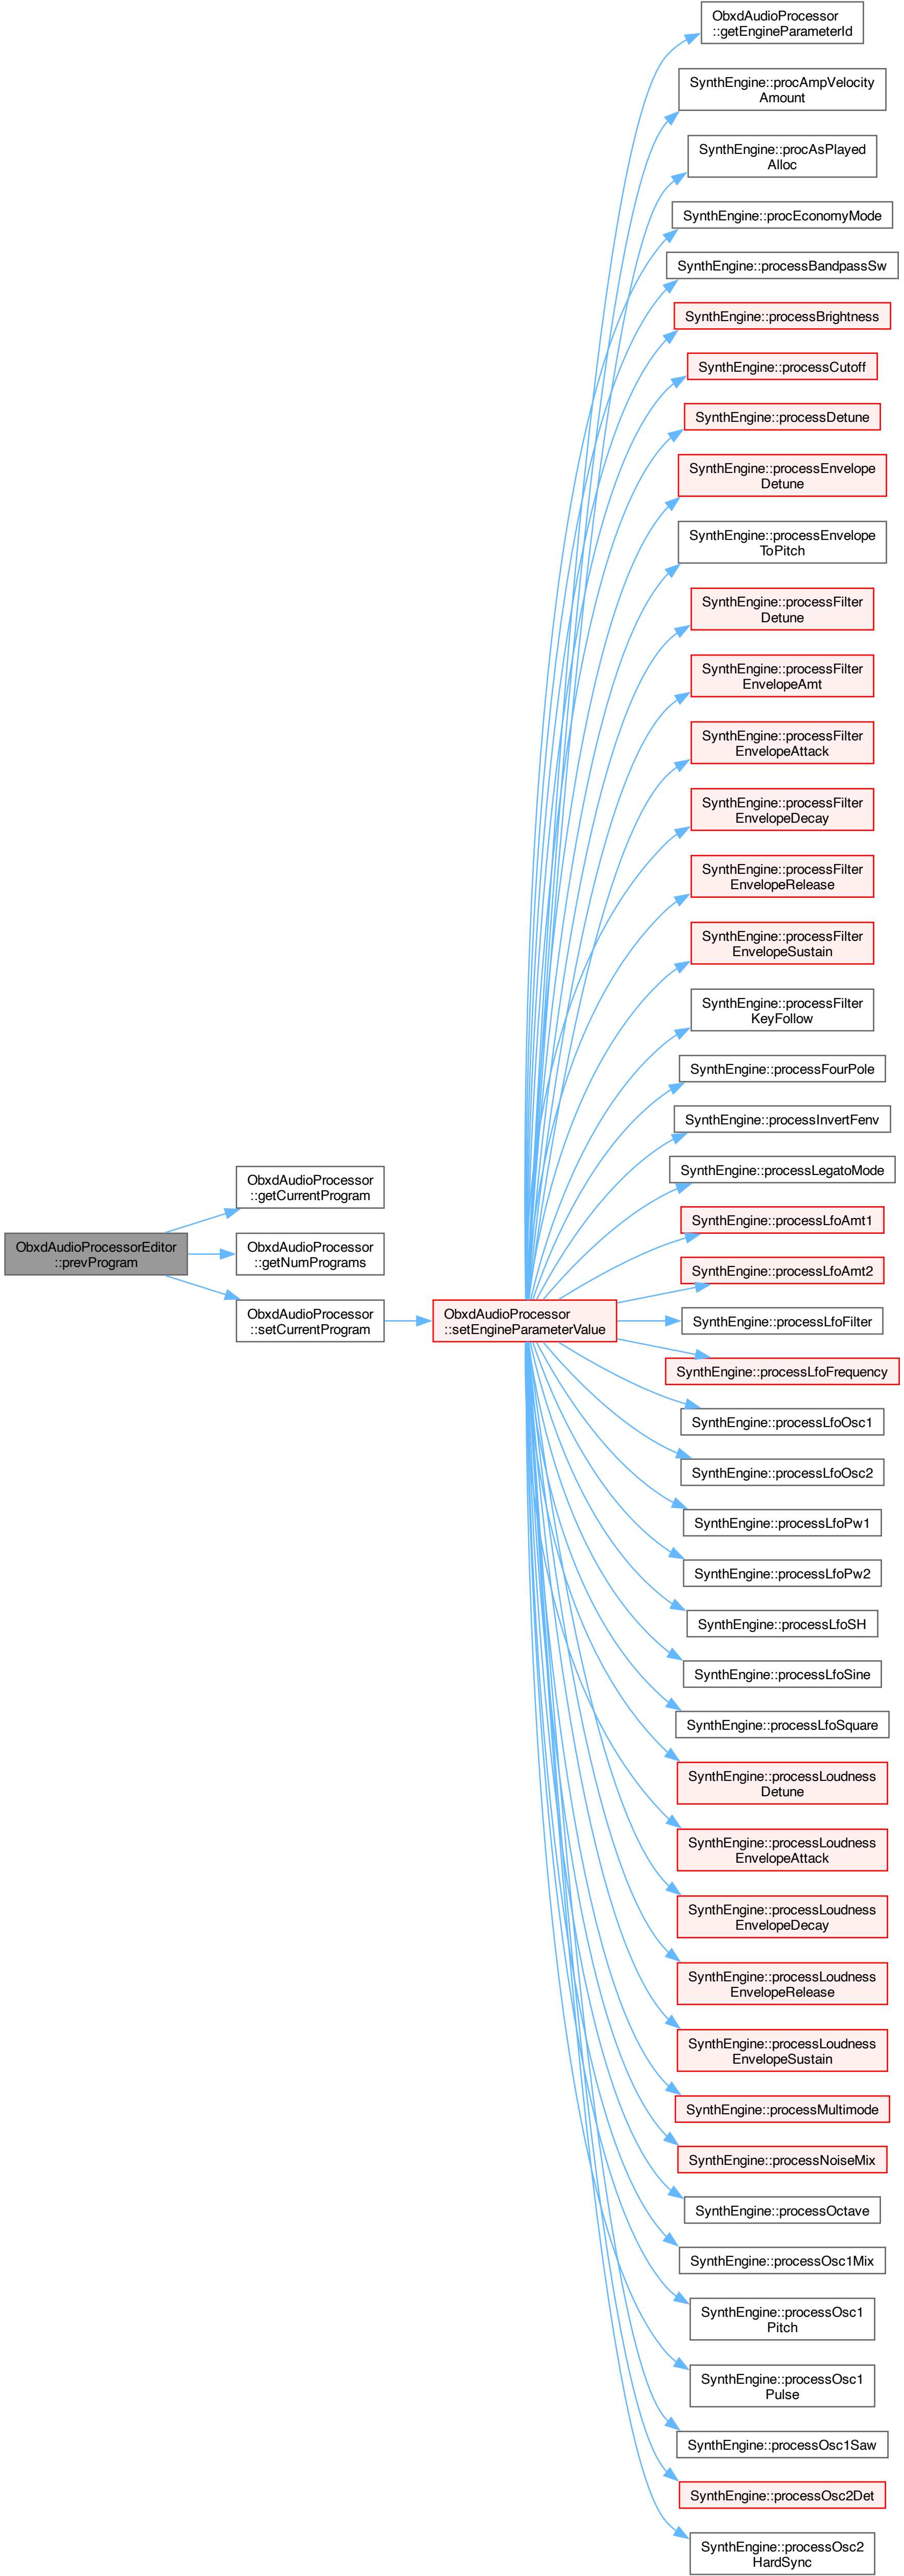 ObxdAudioProcessorEditor
::prevProgram
ObxdAudioProcessor
::getCurrentProgram
ObxdAudioProcessor
::getNumPrograms
ObxdAudioProcessor
::setCurrentProgram
ObxdAudioProcessor
::setEngineParameterValue
ObxdAudioProcessor
::getEngineParameterId
SynthEngine::procAmpVelocity
Amount
SynthEngine::procAsPlayed
Alloc
SynthEngine::procEconomyMode
SynthEngine::processBandpassSw
SynthEngine::processBrightness
SynthEngine::processCutoff
SynthEngine::processDetune
SynthEngine::processEnvelope
Detune
SynthEngine::processEnvelope
ToPitch
SynthEngine::processFilter
Detune
SynthEngine::processFilter
EnvelopeAmt
SynthEngine::processFilter
EnvelopeAttack
SynthEngine::processFilter
EnvelopeDecay
SynthEngine::processFilter
EnvelopeRelease
SynthEngine::processFilter
EnvelopeSustain
SynthEngine::processFilter
KeyFollow
SynthEngine::processFourPole
SynthEngine::processInvertFenv
SynthEngine::processLegatoMode
SynthEngine::processLfoAmt1
SynthEngine::processLfoAmt2
SynthEngine::processLfoFilter
SynthEngine::processLfoFrequency
SynthEngine::processLfoOsc1
SynthEngine::processLfoOsc2
SynthEngine::processLfoPw1
SynthEngine::processLfoPw2
SynthEngine::processLfoSH
SynthEngine::processLfoSine
SynthEngine::processLfoSquare
SynthEngine::processLoudness
Detune
SynthEngine::processLoudness
EnvelopeAttack
SynthEngine::processLoudness
EnvelopeDecay
SynthEngine::processLoudness
EnvelopeRelease
SynthEngine::processLoudness
EnvelopeSustain
SynthEngine::processMultimode
SynthEngine::processNoiseMix
SynthEngine::processOctave
SynthEngine::processOsc1Mix
SynthEngine::processOsc1
Pitch
SynthEngine::processOsc1
Pulse
SynthEngine::processOsc1Saw
SynthEngine::processOsc2Det
SynthEngine::processOsc2
HardSync